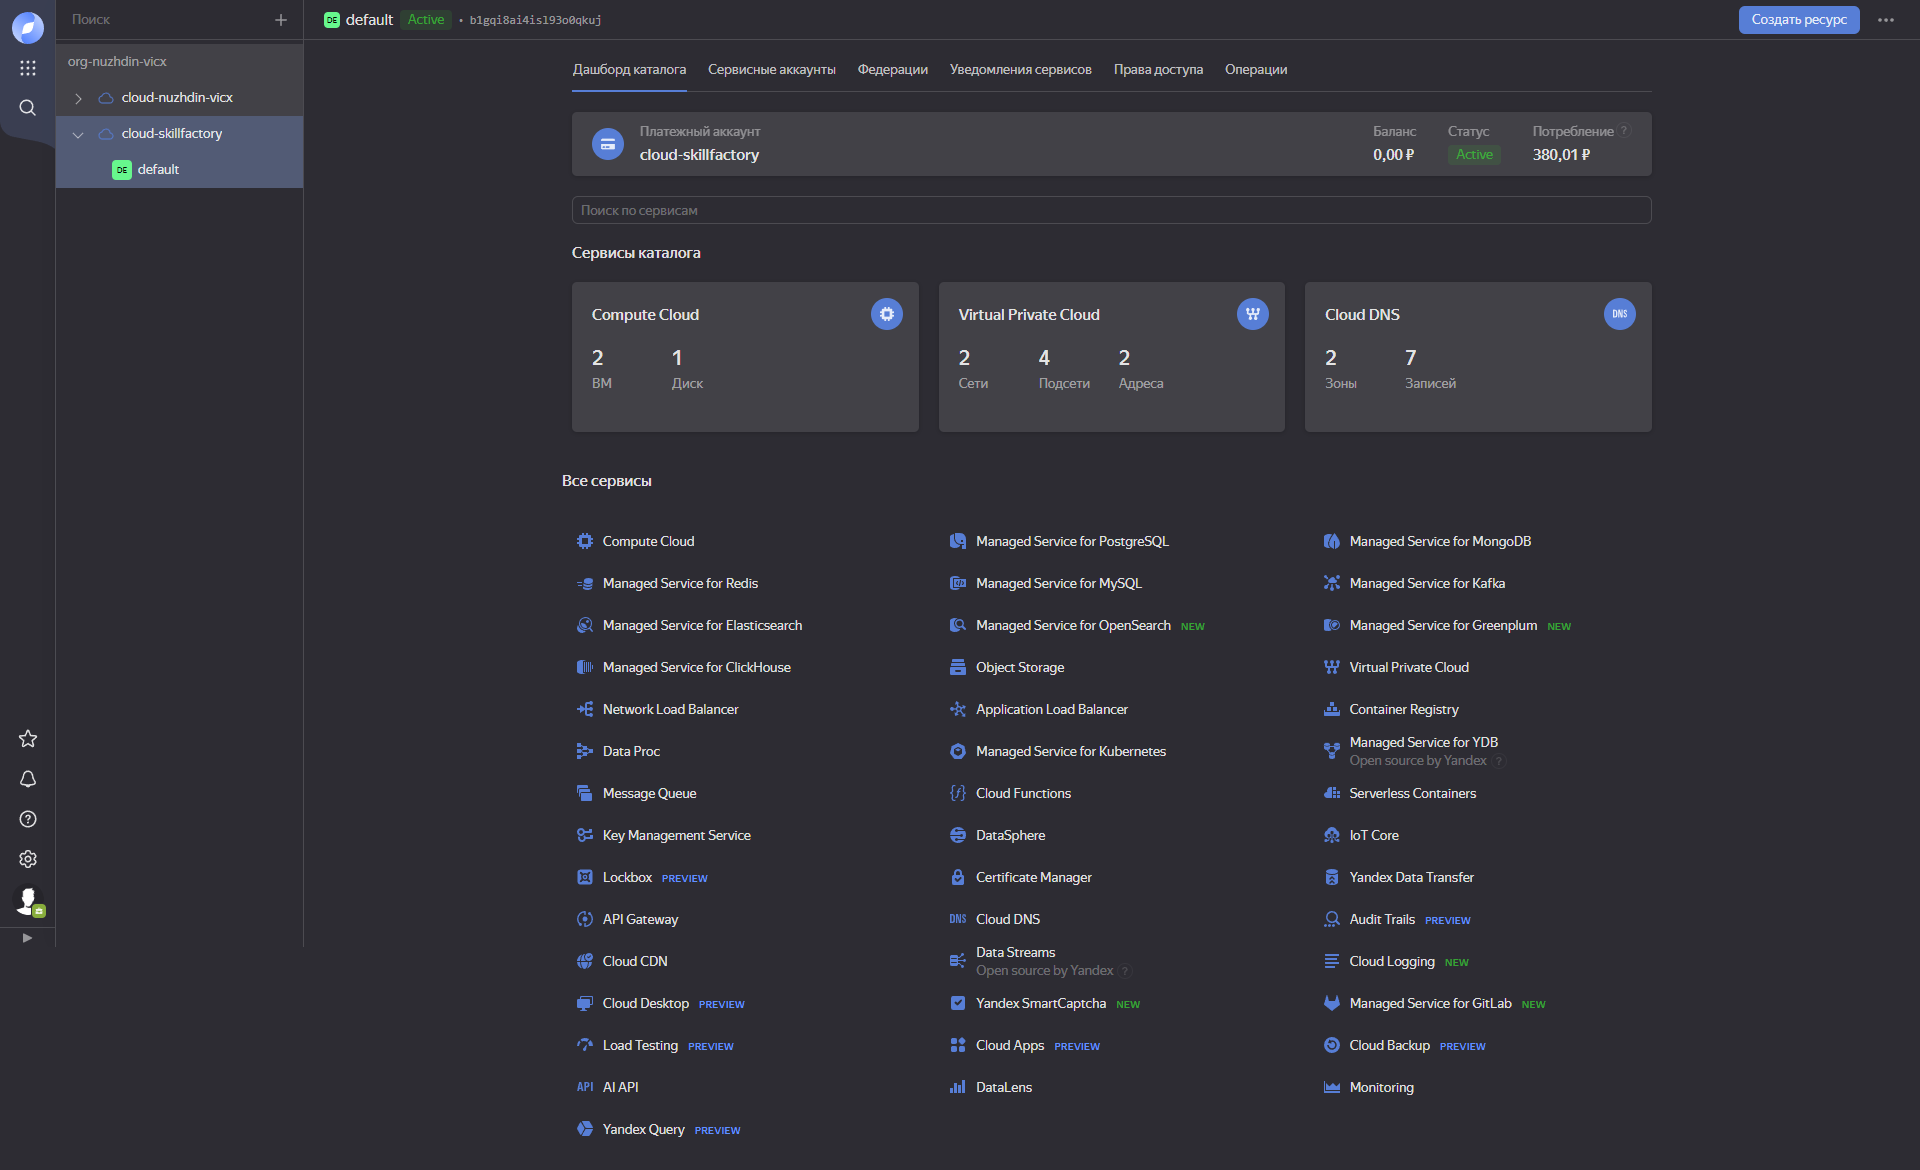 Поиск
org-nuzhdin-vicx
cloud-nuzhdin-vicx
cloud-skillfactory
DE default
DE default Active • b1gqi8ai4isl93o0qkuj
Создать ресурс
Дашборд каталога Сервисные аккаунты Федерации Уведомления сервисов Права доступа Операции
Платежный аккаунт Баланс Статус Потребление ?
cloud-skillfactory 0,00 ₽ Active 380,01 ₽
Поиск по сервисам
Сервисы каталога
Compute Cloud
2 1
ВМ Диск
Virtual Private Cloud
2 4 2
Сети Подсети Адреса
Cloud DNS DNS
2 7
Зоны Записей
Все сервисы
Compute Cloud Managed Service for PostgreSQL Managed Service for MongoDB
Managed Service for Redis Managed Service for MySQL Managed Service for Kafka
Managed Service for Elasticsearch Managed Service for OpenSearch NEW Managed Service for Greenplum NEW
Managed Service for ClickHouse Object Storage Virtual Private Cloud
Network Load Balancer Application Load Balancer Container Registry
Data Proc Managed Service for Kubernetes Managed Service for YDB
Open source by Yandex ?
Message Queue Cloud Functions Serverless Containers
Key Management Service DataSphere IoT Core
Lockbox PREVIEW Certificate Manager Yandex Data Transfer
API Gateway DNS Cloud DNS Audit Trails PREVIEW
Cloud CDN Data Streams Cloud Logging NEW
Open source by Yandex ?
Cloud Desktop PREVIEW Yandex SmartCaptcha NEW Managed Service for GitLab NEW
Load Testing PREVIEW Cloud Apps PREVIEW Cloud Backup PREVIEW
API AI API DataLens Monitoring
Yandex Query PREVIEW